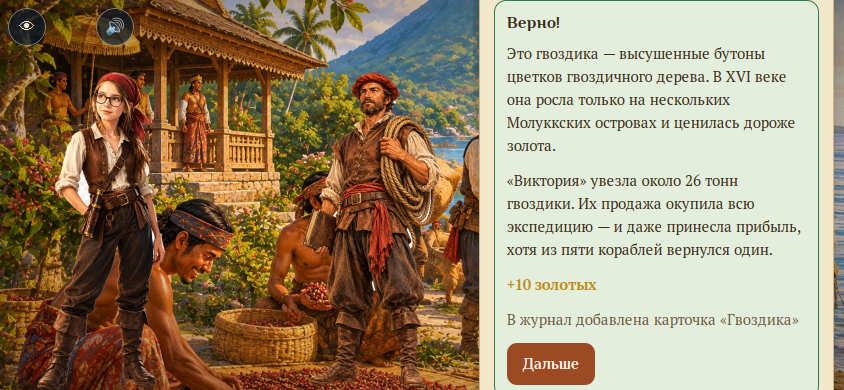 Верно!
Это гвоздика — высушенные бутоны
цветков гвоздичного дерева. В XVI веке
она росла только на нескольких
Молуккских островах и ценилась дороже
золота.
«Виктория» увезла около 26 тонн
гвоздики. Их продажа окупила всю
экспедицию — и даже принесла прибыль,
хотя из пяти кораблей вернулся один.
+10 золотых
В журнал добавлена карточка «Гвоздика»
Дальше